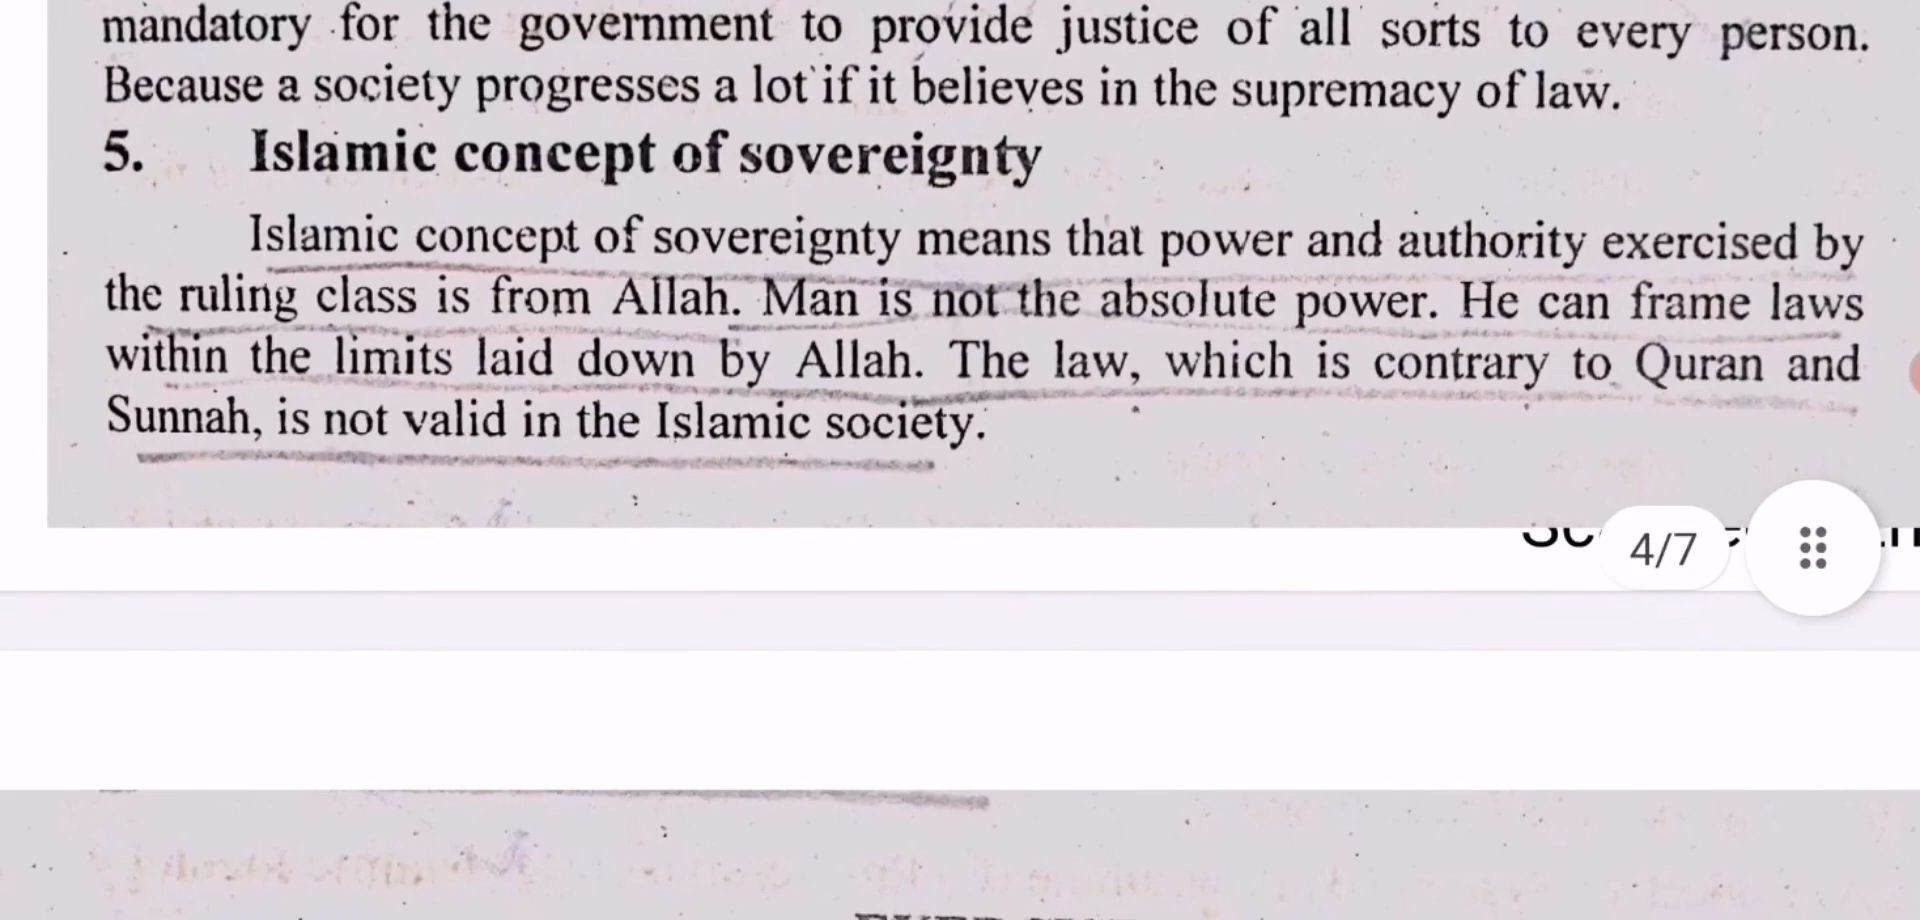 mandatory for the government to provide justice of all sorts to every person.
Because a society progresses a lot if it believes in the supremacy of law.
5. Islamic concept of sovereignty
Islamic concept of sovereignty means that power and authority exercised by
the ruling class is from Allah. Man is not the absolute power. He can frame laws
within the limits laid down by Allah. The law, which is contrary to Quran and
Sunnah, is not valid in the Islamic society.
4/7